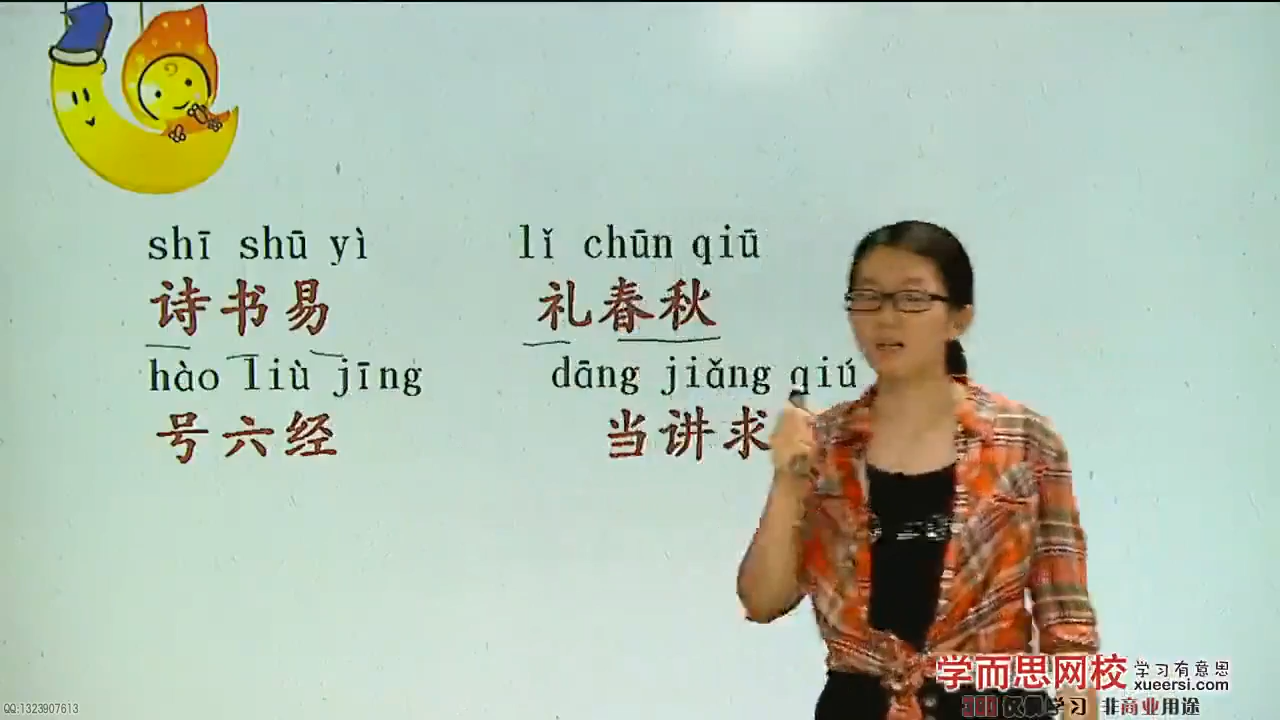 shī shū yì lǐ chūn qiū
诗书易 礼春秋
hào liù jīng dāng jiǎng qiú
号六经 当讲求
学而思网校 学习有意思
xueersi.com
学习 非商业用途
QQ:1323907613